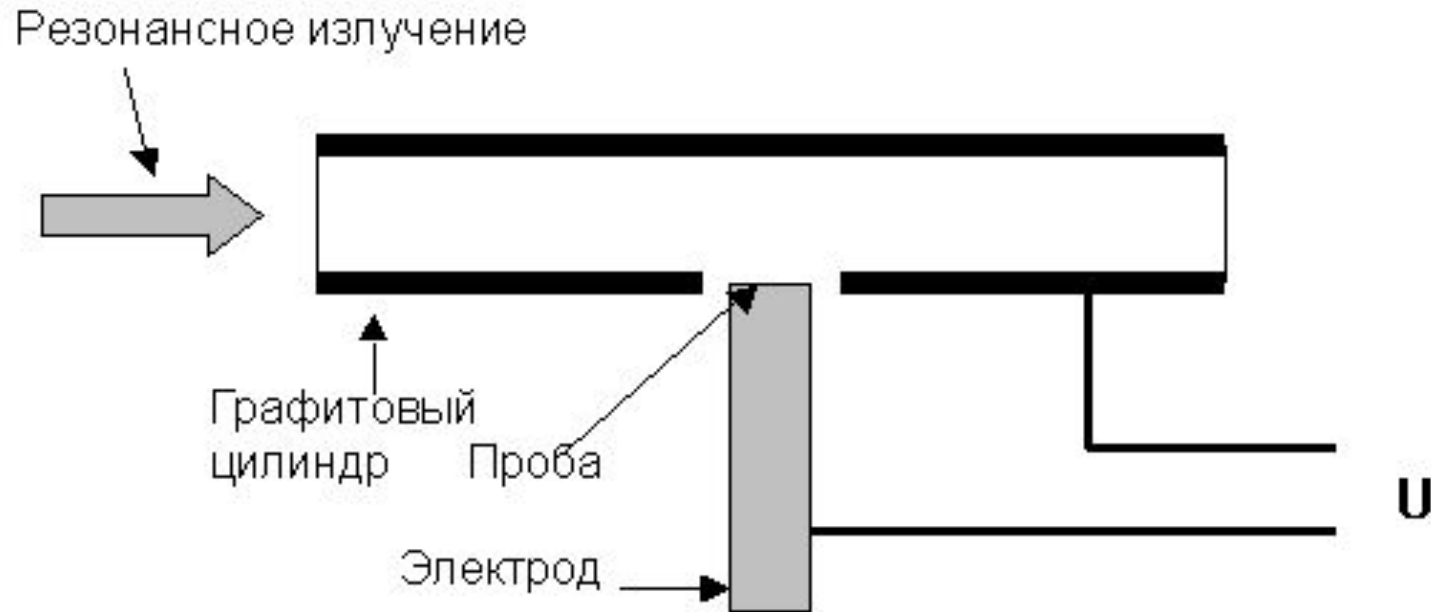 Резонансное излучение
Графитовый
цилиндр
Проба
U
Электрод